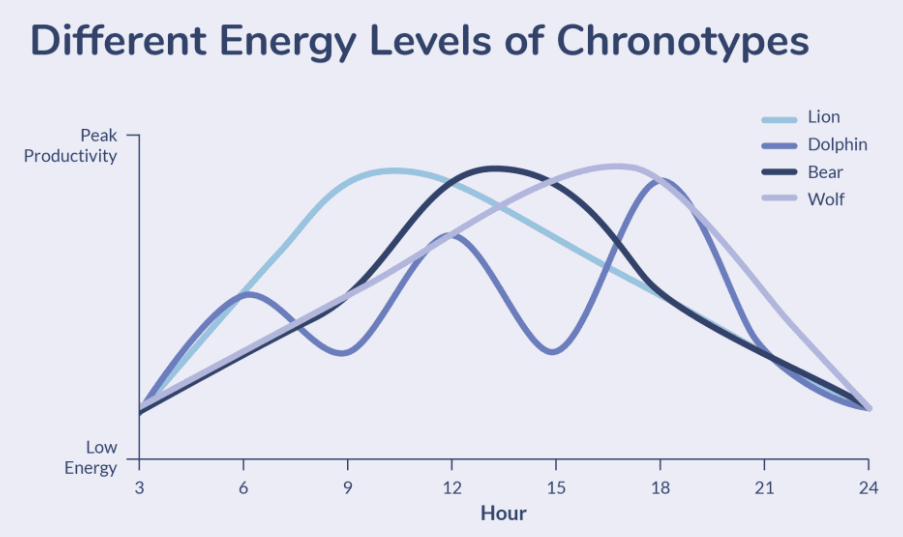 Different Energy Levels of Chronotypes
Lion
Dolphin
Bear
Wolf
Peak
Productivity
Low
Energy
3 6 9 12 15 18 21 24
Hour